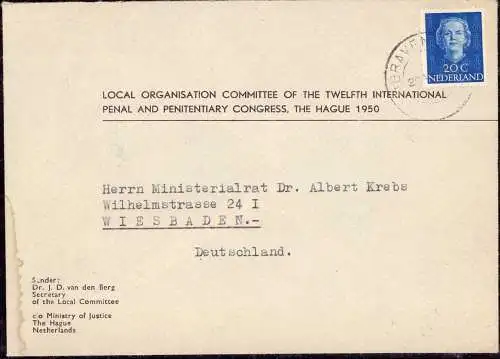 20 C
NEDERLAND
LOCAL ORGANISATION COMMITTEE OF THE TWELFTH INTERNATIONAL
PENAL AND PENITENTIARY CONGRESS, THE HAGUE 1950
Herrn Ministerialrat Dr. Albert Krebs
Wilhelmstrasse 24 I
WIESBADEN.-
Deutschland.
Sender:
Dr. J. D. van den Berg
Secretary
of the Local Committee
c/o Ministry of Justice
The Hague
Netherlands